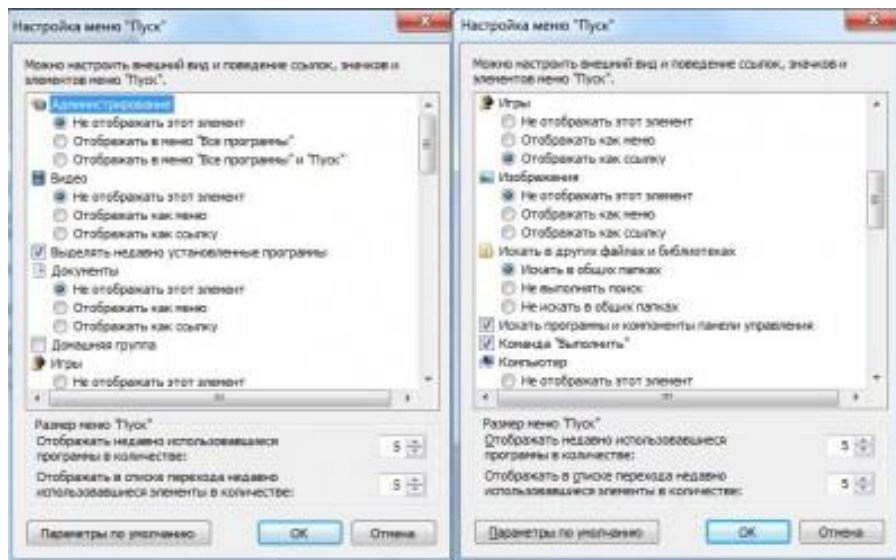 Настройка меню "Пуск"
Можно настроить внешний вид и поведение ссылок, значков и
элементов меню "Пуск".
Администрирование
Не отображать этот элемент
Отображать в меню "Все программы"
Отображать в меню "Все программы" и "Пуск"
Видео
Не отображать этот элемент
Отображать как меню
Отображать как ссылку
Выделять недавно установленные программы
Документы
Не отображать этот элемент
Отображать как меню
Отображать как ссылку
Домашняя группа
Игры
Не отображать этот элемент
Размер меню "Пуск"
Отображать недавно использовавшиеся
программы в количестве:
5
Отображать в списке перехода недавно
использовавшиеся элементы в количестве:
5
Параметры по умолчанию
ОК
Отмена
Настройка меню "Пуск"
Можно настроить внешний вид и поведение ссылок, значков и
элементов меню "Пуск".
Игры
Не отображать этот элемент
Отображать как меню
Отображать как ссылку
Изображения
Не отображать этот элемент
Отображать как меню
Отображать как ссылку
Искать в других файлах и библиотеках
Искать в общих папках
Не выполнять поиск
Не искать в общих папках
Искать программы и компоненты панели управления
Команда "Выполнить"
Компьютер
Не отображать этот элемент
Размер меню "Пуск"
Отображать недавно использовавшиеся
программы в количестве:
5
Отображать в списке перехода недавно
использовавшиеся элементы в количестве:
5
Параметры по умолчанию
ОК
Отмена